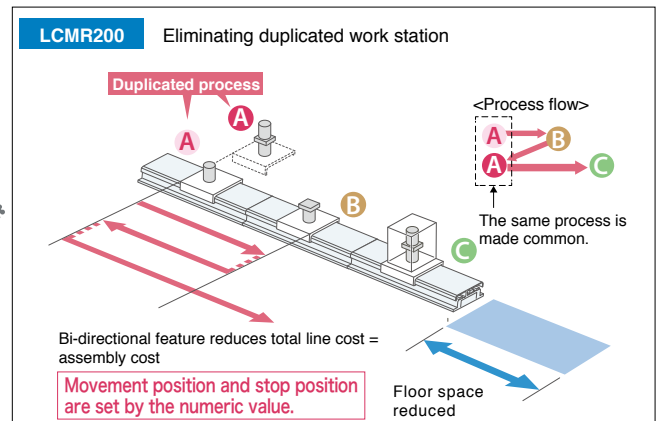 LCMR200 Eliminating duplicated work station
Duplicated process
A
A
B
C
<Process flow>
A
B
A
C
The same process is
made common.
Bi-directional feature reduces total line cost =
assembly cost
Movement position and stop position
are set by the numeric value.
Floor space
reduced